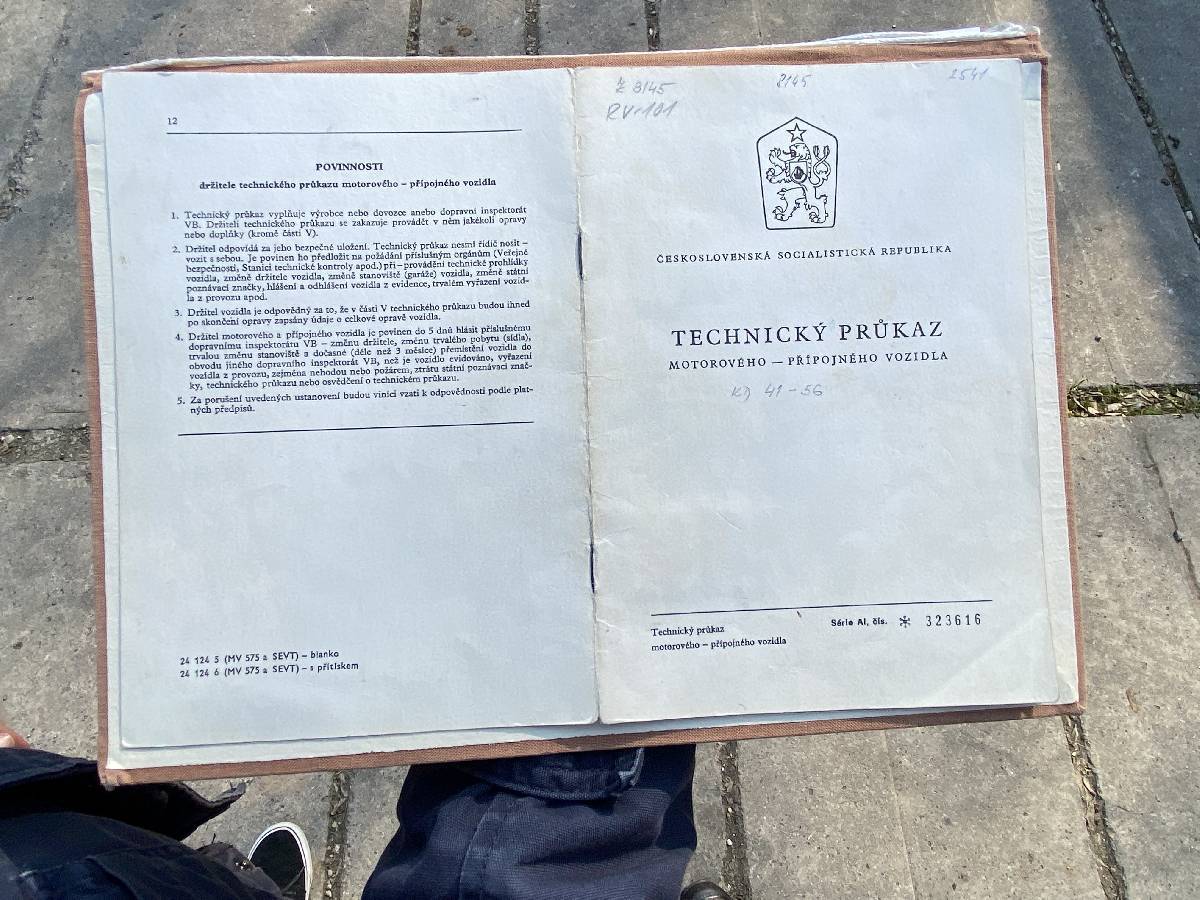 12
POVINNOSTI
držitele technického průkazu motorového – přípojného vozidla
1. Technický průkaz vyplňuje výrobce nebo dovozce anebo dopravní inspektorát
VB. Držiteli technického průkazu se zakazuje provádět v něm jakékoli opravy
nebo doplňky (kromě části V).
2. Držitel odpovídá za jeho bezpečné uložení. Technický průkaz nesmí řidič nosit –
vozit s sebou. Je povinen ho předložit na požádání příslušným orgánům (Veřejné
bezpečnosti, Stanici technické kontroly apod.) při – provádění technické prohlídky
vozidla, změně držitele vozidla, změně stanoviště (garáže) vozidla, změně státní
poznávací značky, hlášení a odhlášení vozidla z evidence, trvalém vyřazení vozid-
la z provozu apod.
3. Držitel vozidla je odpovědný za to, že v části V technického průkazu budou ihned
po skončení opravy zapsány údaje o celkové opravě vozidla.
4. Držitel motorového a přípojného vozidla je povinen do 5 dnů hlásit příslušnému
dopravnímu inspektorátu VB – změnu držitele, změnu trvalého pobytu (sídla),
trvalou změnu stanoviště a dočasné (déle než 3 měsíce) přemístění vozidla do
obvodu jiného dopravního inspektorát VB, než je vozidlo evidováno, vyřazení
vozidla z provozu, zejména nehodou nebo požárem, ztrátu státní poznávací znač-
ky, technického průkazu nebo osvědčení o technickém průkazu.
5. Za porušení uvedených ustanovení budou viníci vzati k odpovědnosti podle plat-
ných předpisů.
24 124 5 (MV 575 a SEVT) – blanko
24 124 6 (MV 575 a SEVT) – s přítiskem
Ž 8145 8145 2541
RV-101
ČESKOSLOVENSKÁ SOCIALISTICKÁ REPUBLIKA
TECHNICKÝ PRŮKAZ
MOTOROVÉHO — PŘÍPOJNÉHO VOZIDLA
KD 41-56
Technický průkaz
motorového – přípojného vozidla
Série AI, čís. * 323616